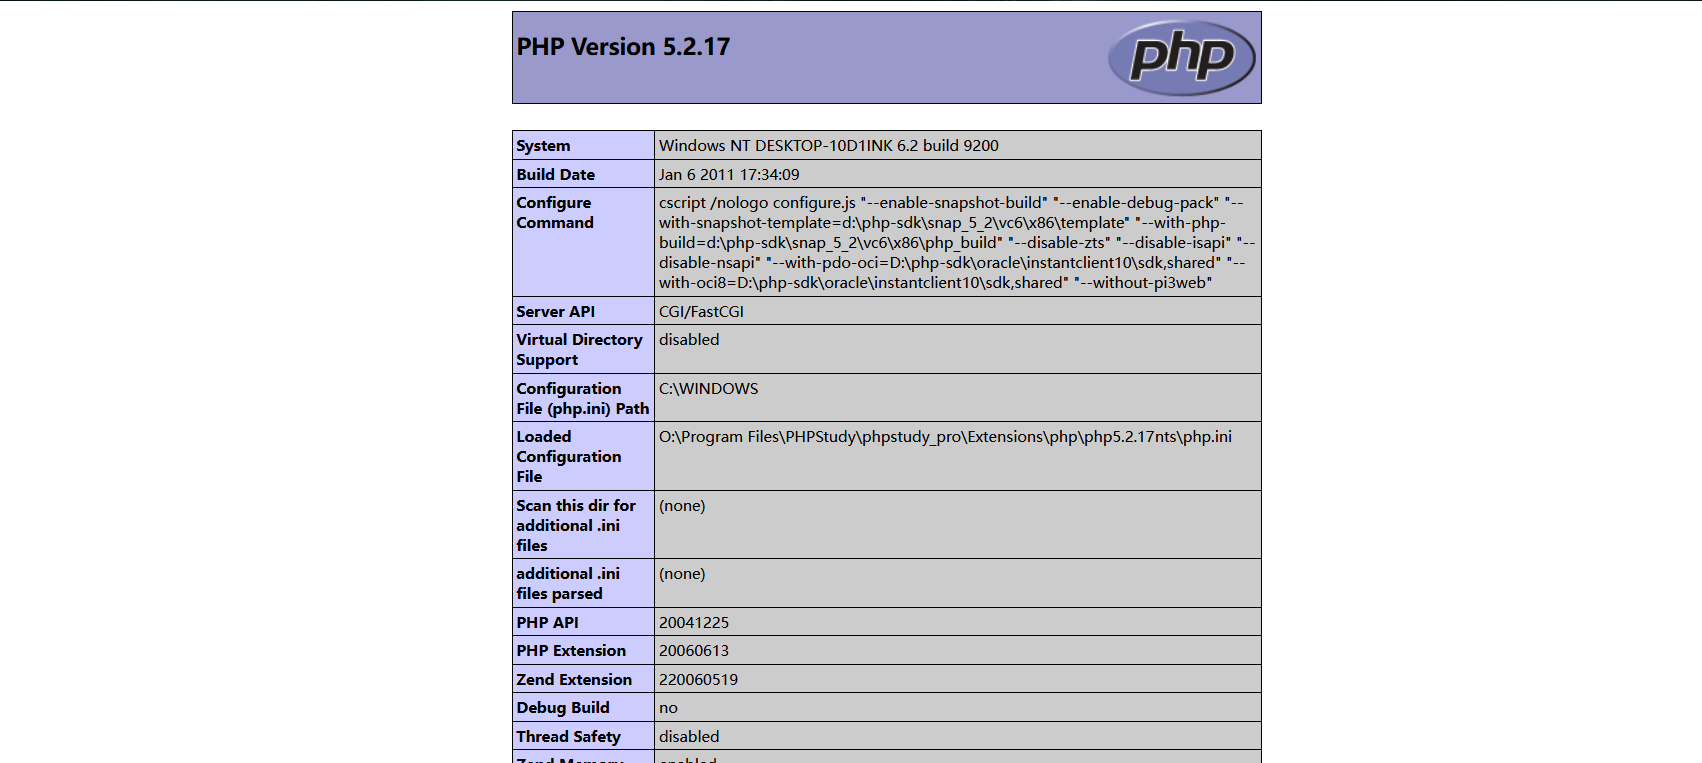 PHP Version 5.2.17
php
System
Windows NT DESKTOP-10D1INK 6.2 build 9200
Build Date
Jan 6 2011 17:34:09
Configure
Command
cscript /nologo configure.js "--enable-snapshot-build" "--enable-debug-pack" "--
with-snapshot-template=d:\php-sdk\snap_5_2\vc6\x86\template" "--with-php-
build=d:\php-sdk\snap_5_2\vc6\x86\php_build" "--disable-zts" "--disable-isapi" "--
disable-nsapi" "--with-pdo-oci=D:\php-sdk\oracle\instantclient10\sdk,shared" "--
with-oci8=D:\php-sdk\oracle\instantclient10\sdk,shared" "--without-pi3web"
Server API
CGI/FastCGI
Virtual Directory
Support
disabled
Configuration
File (php.ini) Path
C:\WINDOWS
Loaded
Configuration
File
O:\Program Files\PHPStudy\phpstudy_pro\Extensions\php\php5.2.17nts\php.ini
Scan this dir for
additional .ini
files
(none)
additional .ini
files parsed
(none)
PHP API
20041225
PHP Extension
20060613
Zend Extension
220060519
Debug Build
no
Thread Safety
disabled
Zend Memory
enabled